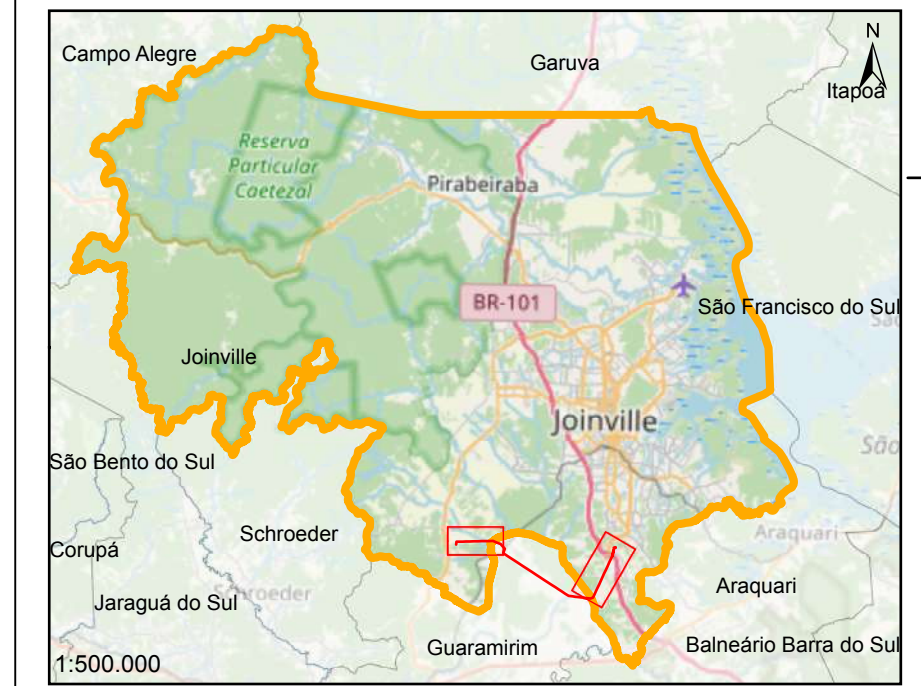 N
Campo Alegre
Garuva
Itapoá
Reserva
Particular
Caetezal
Pirabeiraba
BR-101
São Francisco do Sul
Joinville
Joinville
São
São Bento do Sul
Schroeder
Araquari
Corupá
Araquari
Jaraguá do Sul
Schroeder
Guaramirim
Balneário Barra do Sul
1:500.000